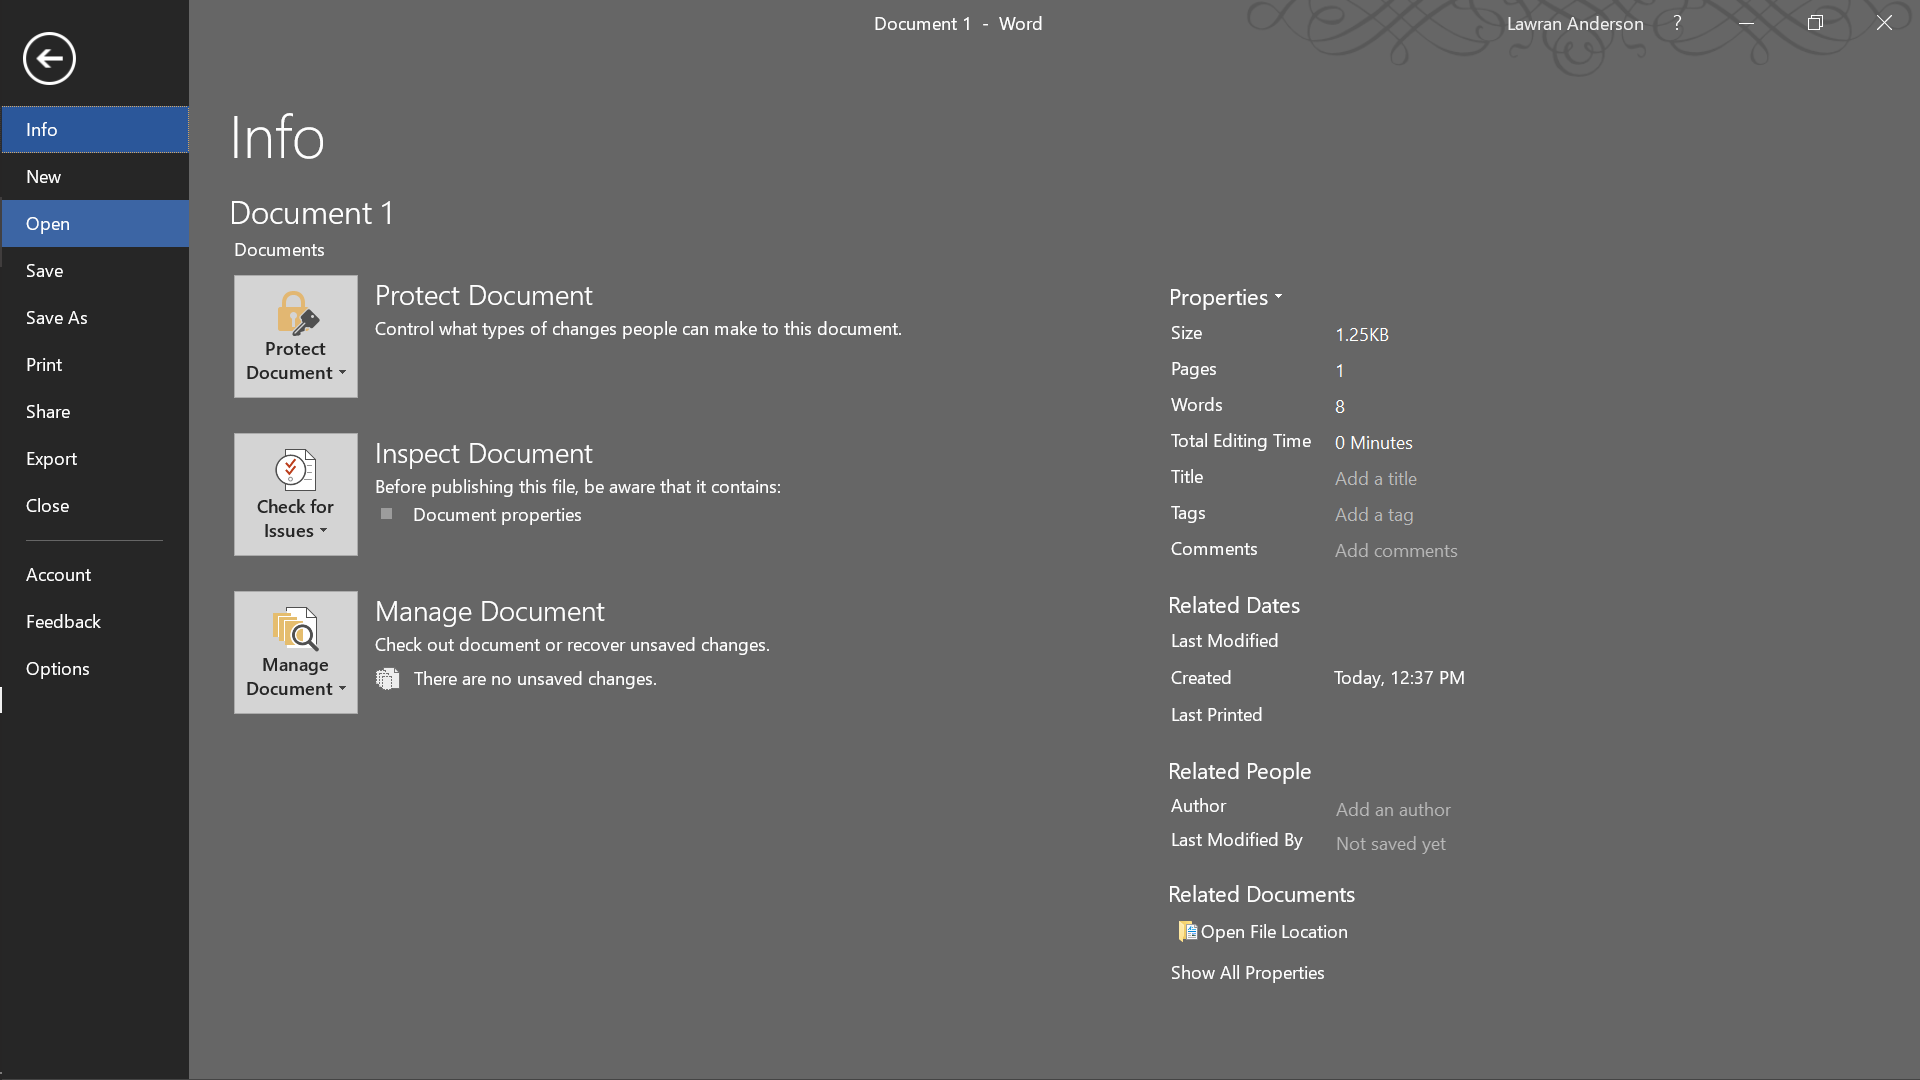 Document 1 - Word
Lawran Anderson
?
Info
New
Open
Save
Save As
Print
Share
Export
Close
Account
Feedback
Options
Info
Document 1
Documents
Protect
Document
Protect Document
Control what types of changes people can make to this document.
Check for
Issues
Inspect Document
Before publishing this file, be aware that it contains:
Document properties
Manage
Document
Manage Document
Check out document or recover unsaved changes.
There are no unsaved changes.
Properties
Size 1.25KB
Pages 1
Words 8
Total Editing Time 0 Minutes
Title Add a title
Tags Add a tag
Comments Add comments
Related Dates
Last Modified
Created Today, 12:37 PM
Last Printed
Related People
Author Add an author
Last Modified By Not saved yet
Related Documents
Open File Location
Show All Properties